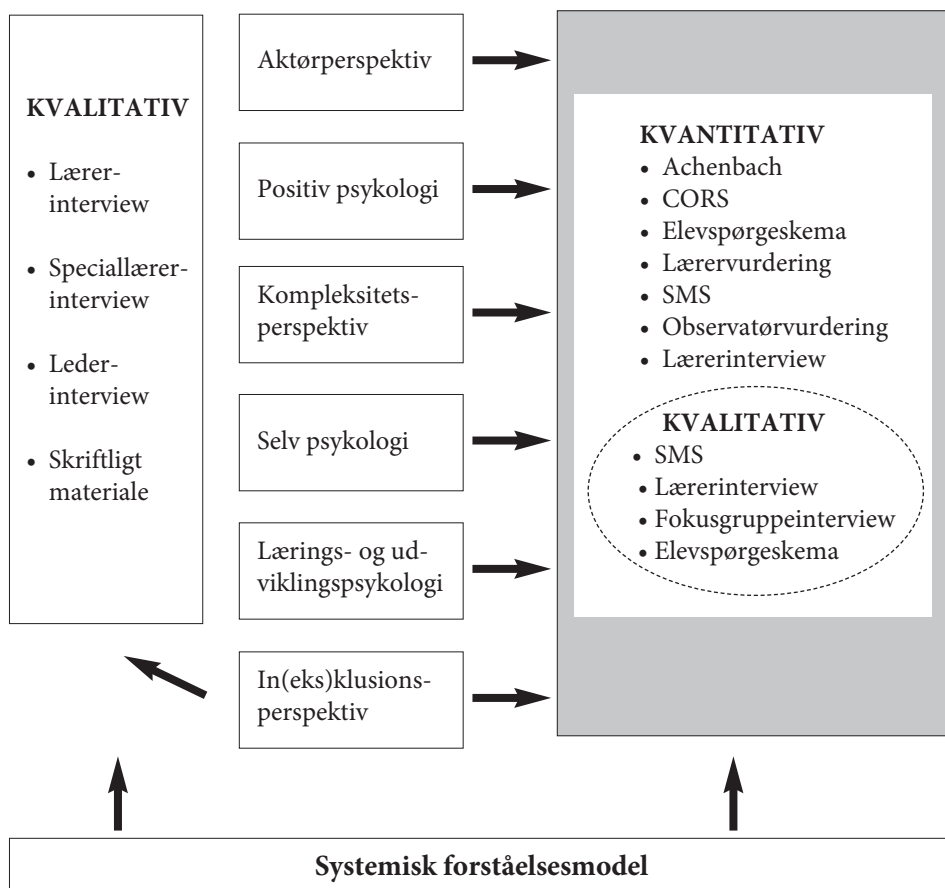 KVALITATIV
• Lærer-
interview
• Speciallærer-
interview
• Leder-
interview
• Skriftligt
materiale
Aktørperspektiv
Positiv psykologi
Kompleksitets-
perspektiv
Selv psykologi
Lærings- og ud-
viklingspsykologi
In(eks)klusions-
perspektiv
KVANTITATIV
• Achenbach
• CORS
• Elevspørgeskema
• Lærervurdering
• SMS
• Observatørvurdering
• Lærerinterview
KVALITATIV
• SMS
• Lærerinterview
• Fokusgruppeinterview
• Elevspørgeskema
Systemisk forståelsesmodel